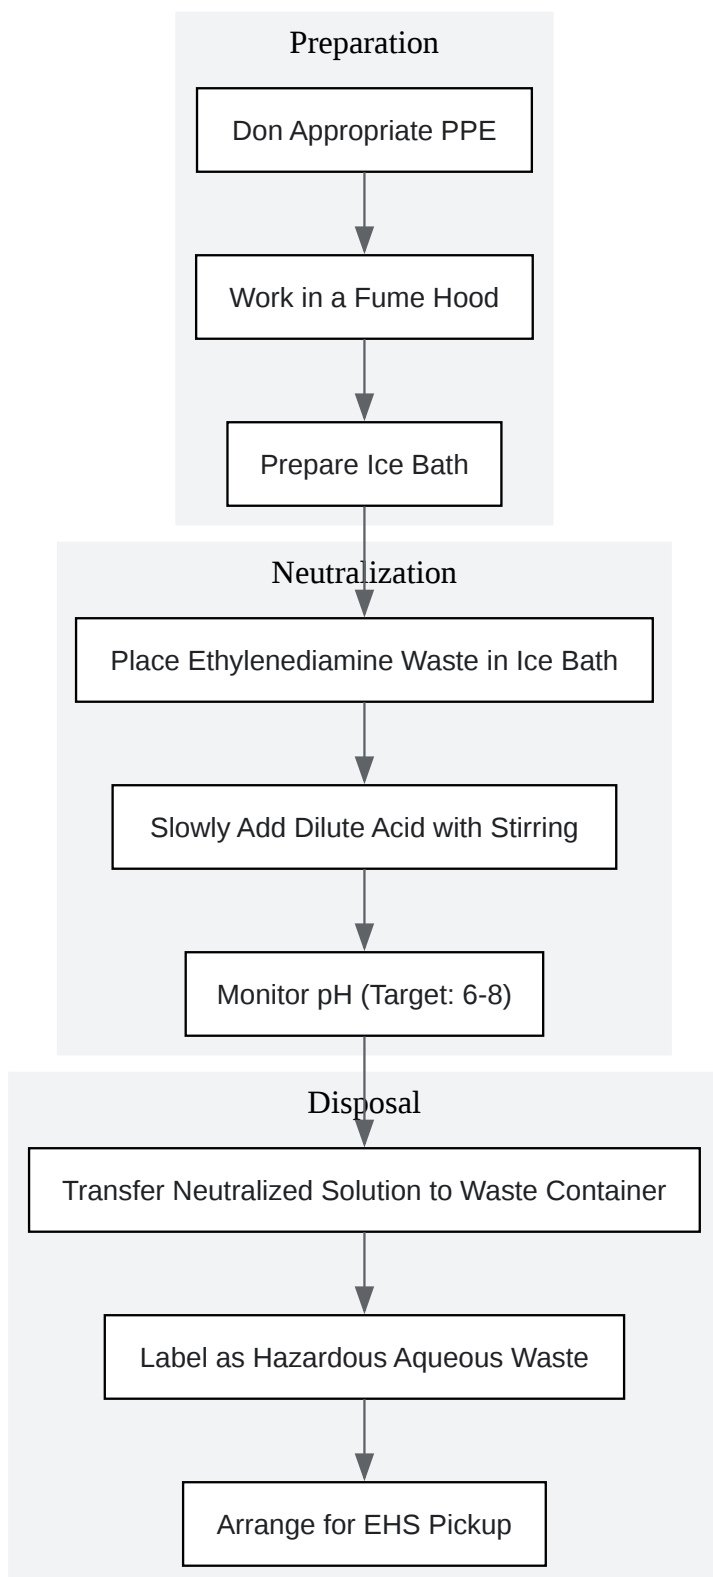 Preparation
Don Appropriate PPE
Work in a Fume Hood
Prepare Ice Bath
Neutralization
Place Ethylenediamine Waste in Ice Bath
Slowly Add Dilute Acid with Stirring
Monitor pH (Target: 6-8)
Disposal
Transfer Neutralized Solution to Waste Container
Label as Hazardous Aqueous Waste
Arrange for EHS Pickup